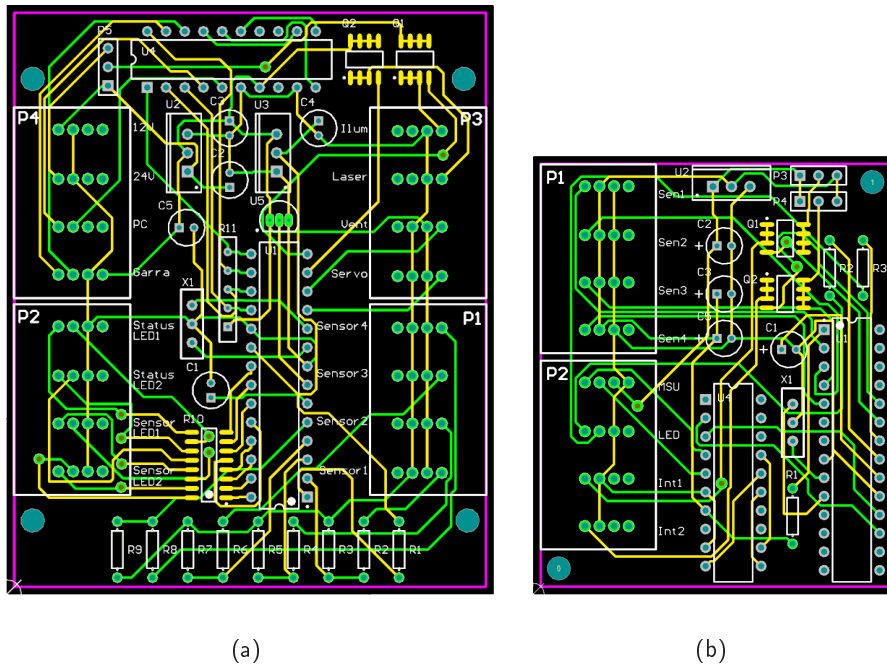 P5
U4
Q2
Q1
P4
U2
C3
U3
C4
P3
12V
Ilum
C2
24V
Laser
U5
C5
PC
R11
Vent
U1
Garra
Servo
X1
P2
Status
LED1
Sensor4
P1
Status
LED2
Sensor3
C1
Sensor
LED1
R10
Sensor2
Sensor
LED2
Sensor1
R9
R8
R7
R6
R5
R4
R3
R2
R1
(a)
P1
U2
P3
1
Sen1
P4
C2
Q1
Sen2
+
R2
R3
C3
Q2
Sen3
+
C5
C1
U1
Sen4
+
+
P2
MSU
X1
U4
LED
Int1
R1
Int2
0
(b)